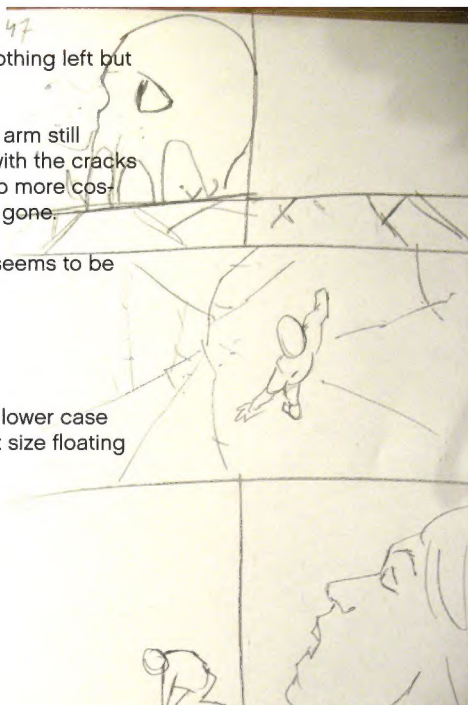 47
othing left but
arm still
with the cracks
o more cos-
gone.
seems to be
lower case
t size floating